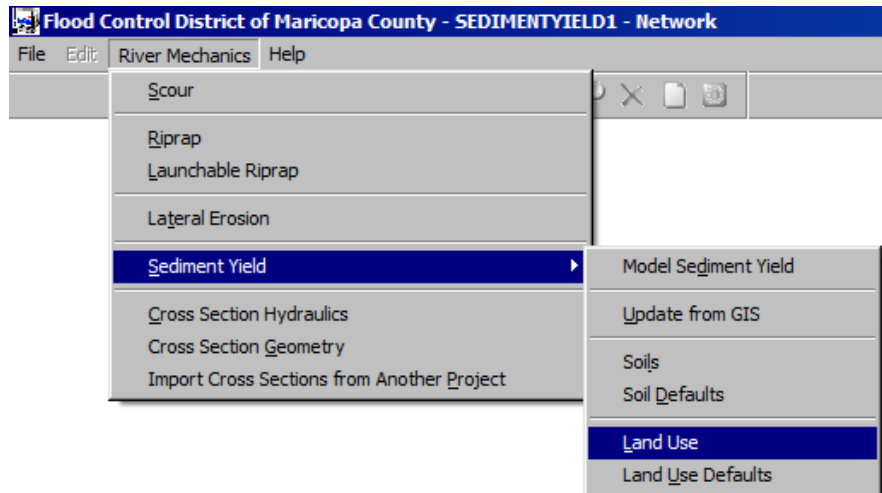 Flood Control District of Maricopa County - SEDIMENTYIELD1 - Network
File Edit River Mechanics Help
Scour
Riprap
Launchable Riprap
Lateral Erosion
Sediment Yield
Cross Section Hydraulics
Cross Section Geometry
Import Cross Sections from Another Project
Model Sediment Yield
Update from GIS
Soils
Soil Defaults
Land Use
Land Use Defaults